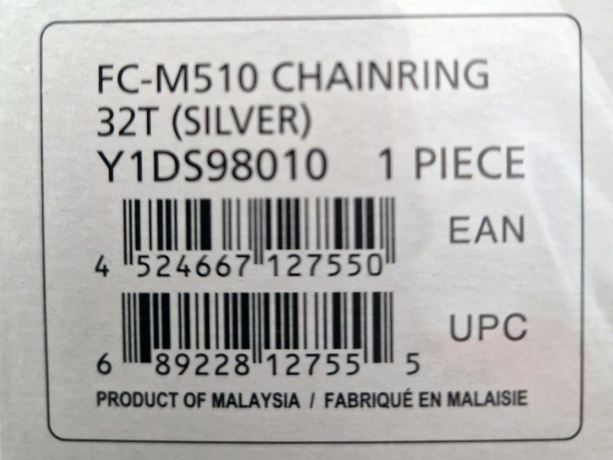 FC-M510 CHAINRING
32T (SILVER)
Y1DS98010 1 PIECE
EAN
4 524667 127550
UPC
6 89228 12755 5
PRODUCT OF MALAYSIA / FABRIQUÉ EN MALAISIE